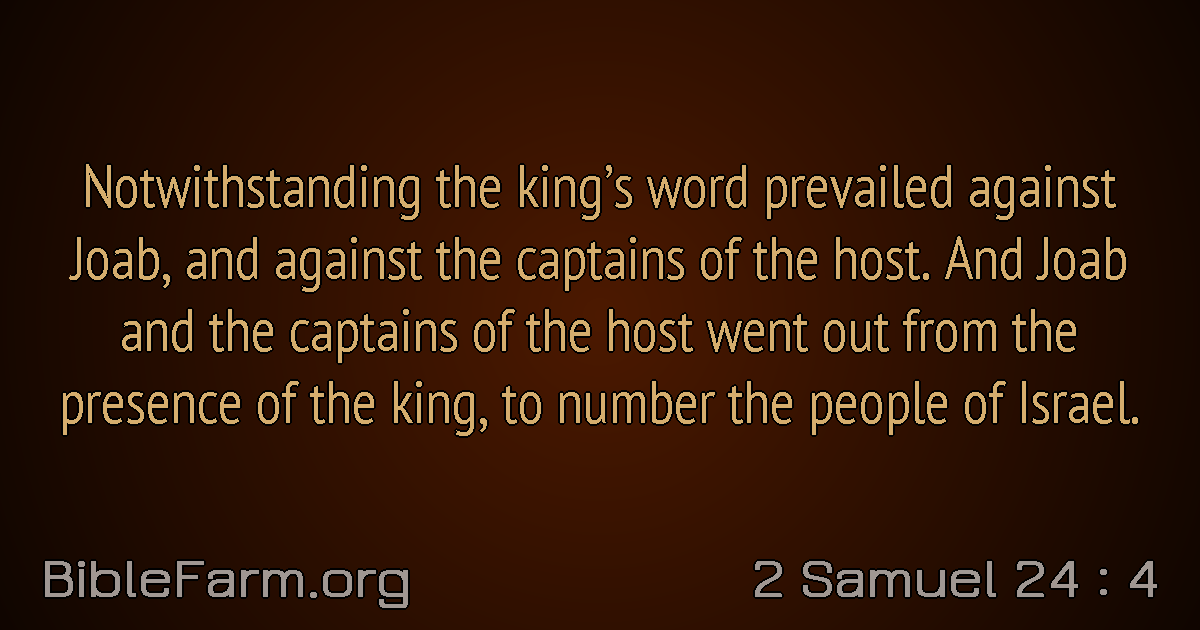 Notwithstanding the king’s word prevailed against
Joab, and against the captains of the host. And Joab
and the captains of the host went out from the
presence of the king, to number the people of Israel.
BibleFarm.org
2 Samuel 24 : 4